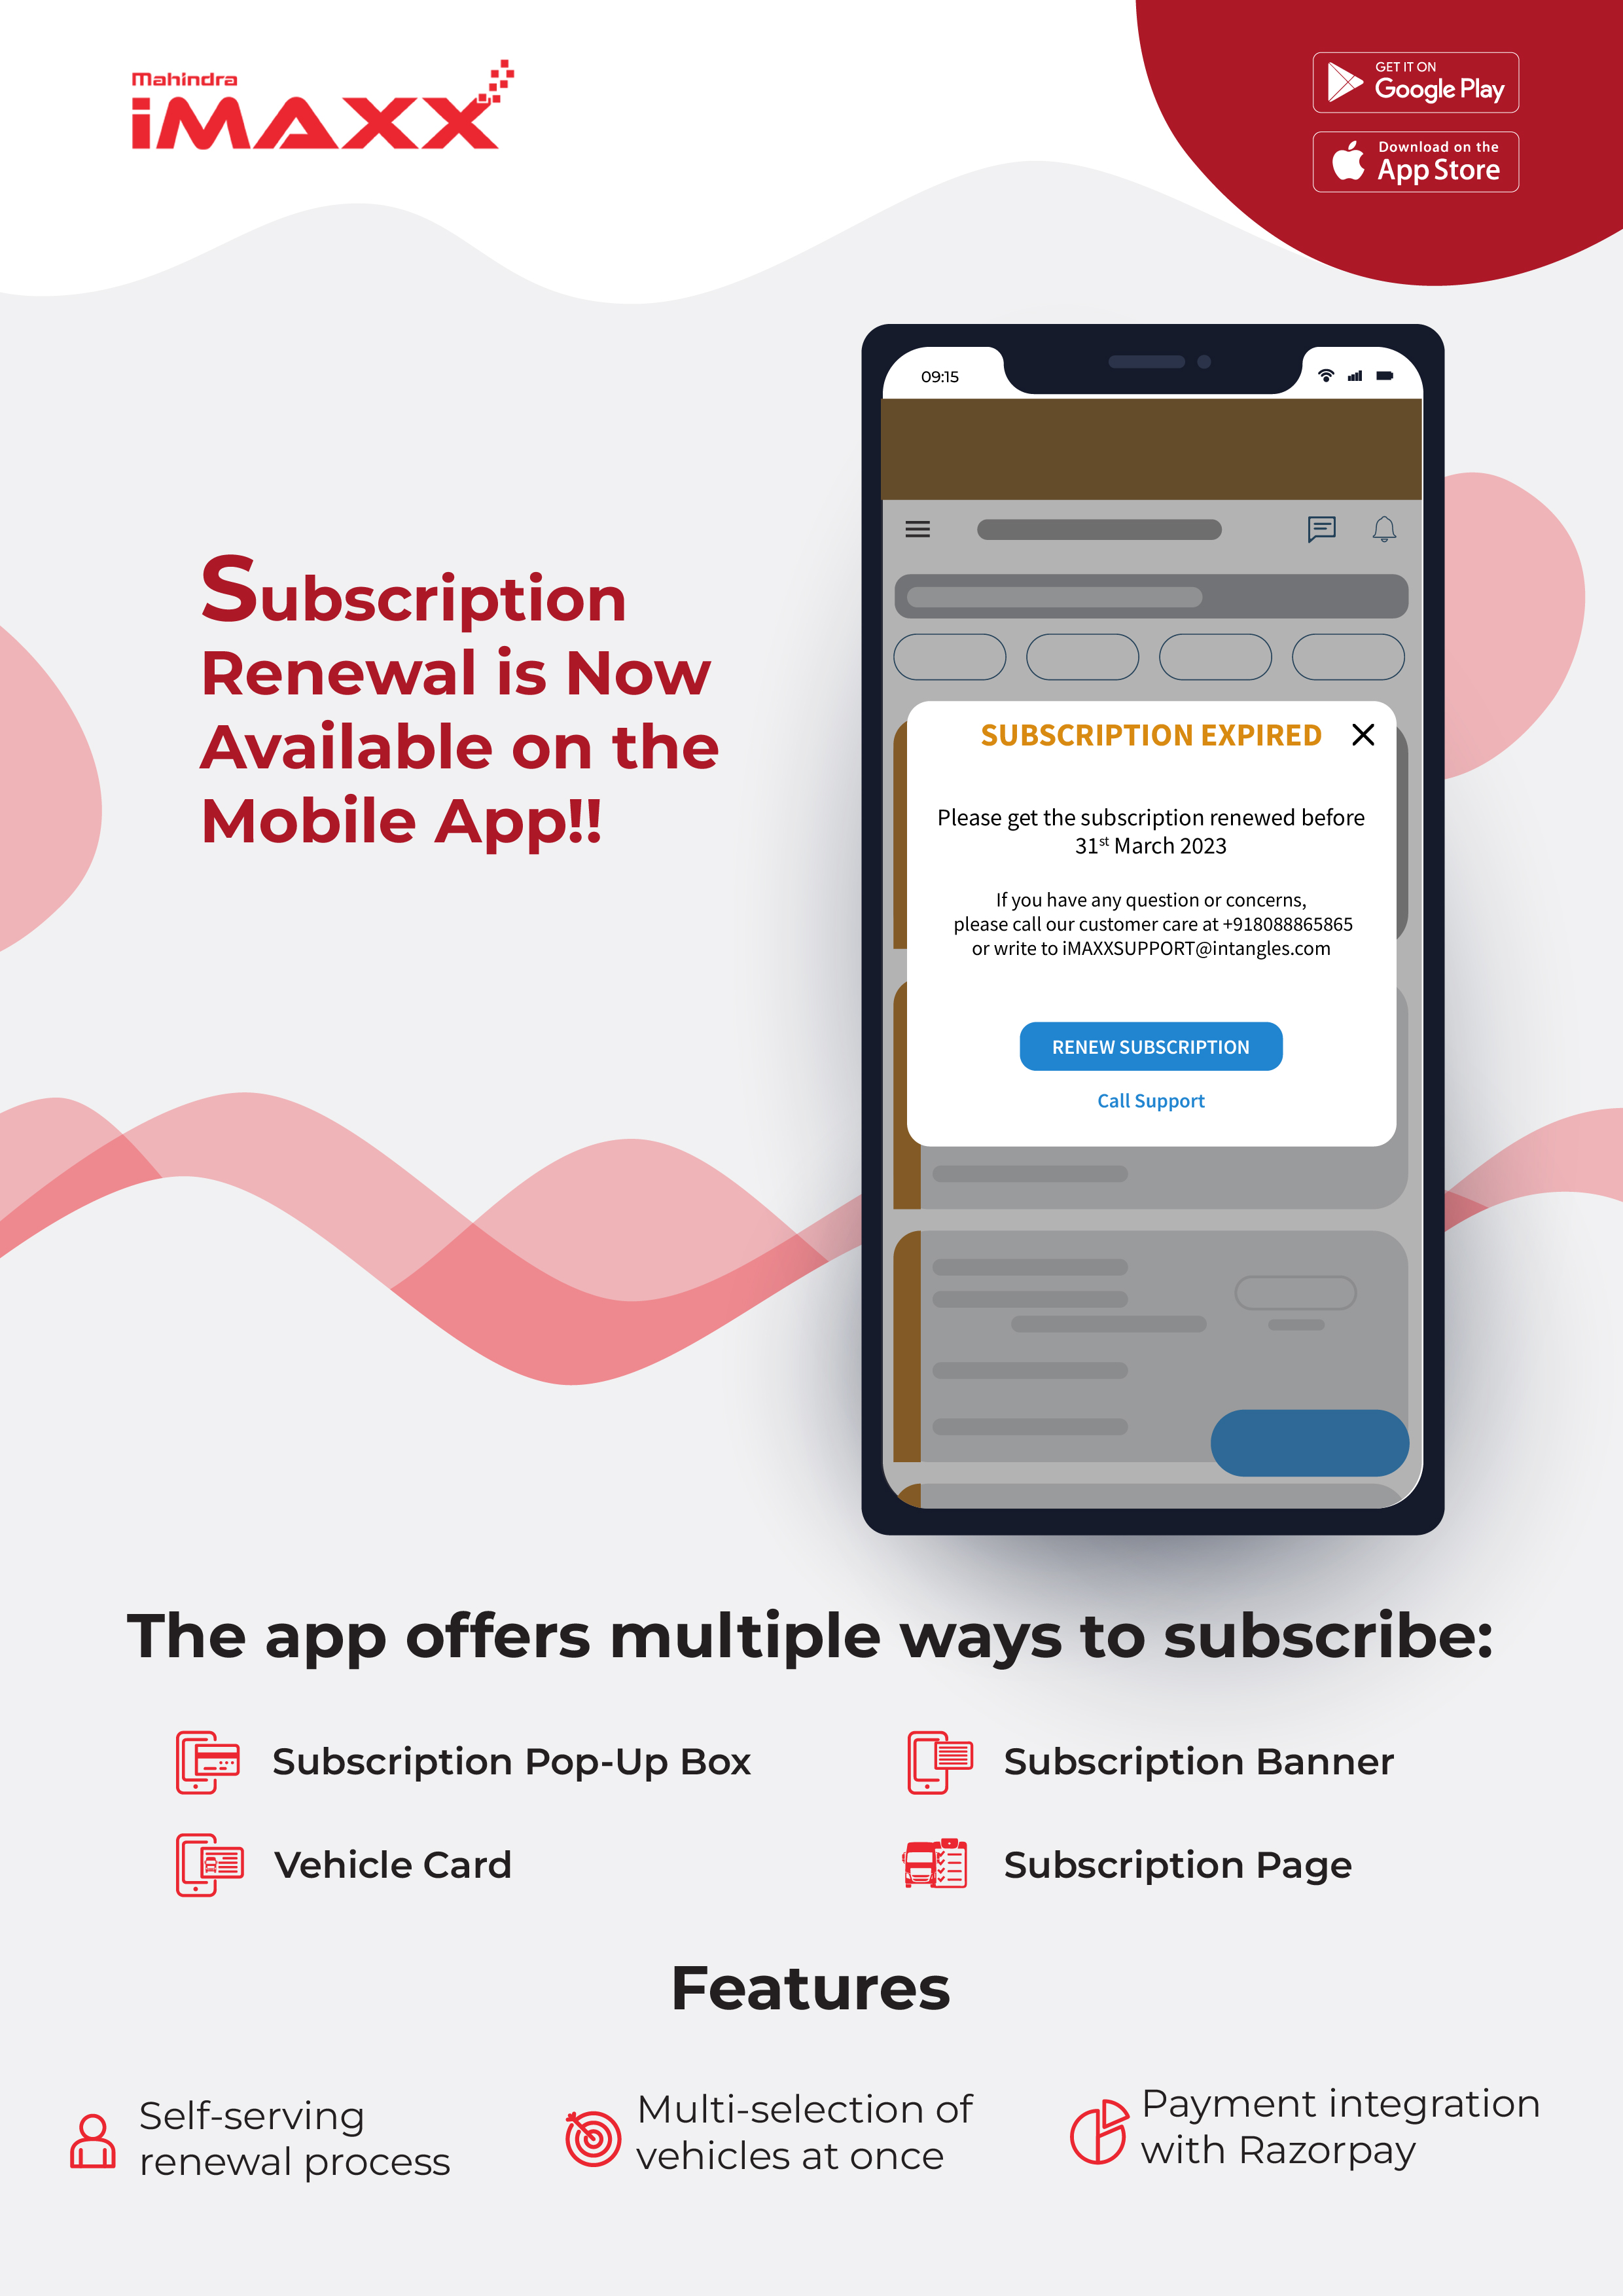 Mahindra
iMAXX
GET IT ON
Google Play
Download on the
App Store
Subscription
Renewal is Now
Available on the
Mobile App!!
09:15
SUBSCRIPTION EXPIRED
Please get the subscription renewed before
31st March 2023
If you have any question or concerns,
please call our customer care at +918088865865
or write to iMAXXSUPPORT@intangles.com
RENEW SUBSCRIPTION
Call Support
The app offers multiple ways to subscribe:
Subscription Pop-Up Box
Subscription Banner
Vehicle Card
Subscription Page
Features
Self-serving
renewal process
Multi-selection of
vehicles at once
Payment integration
with Razorpay